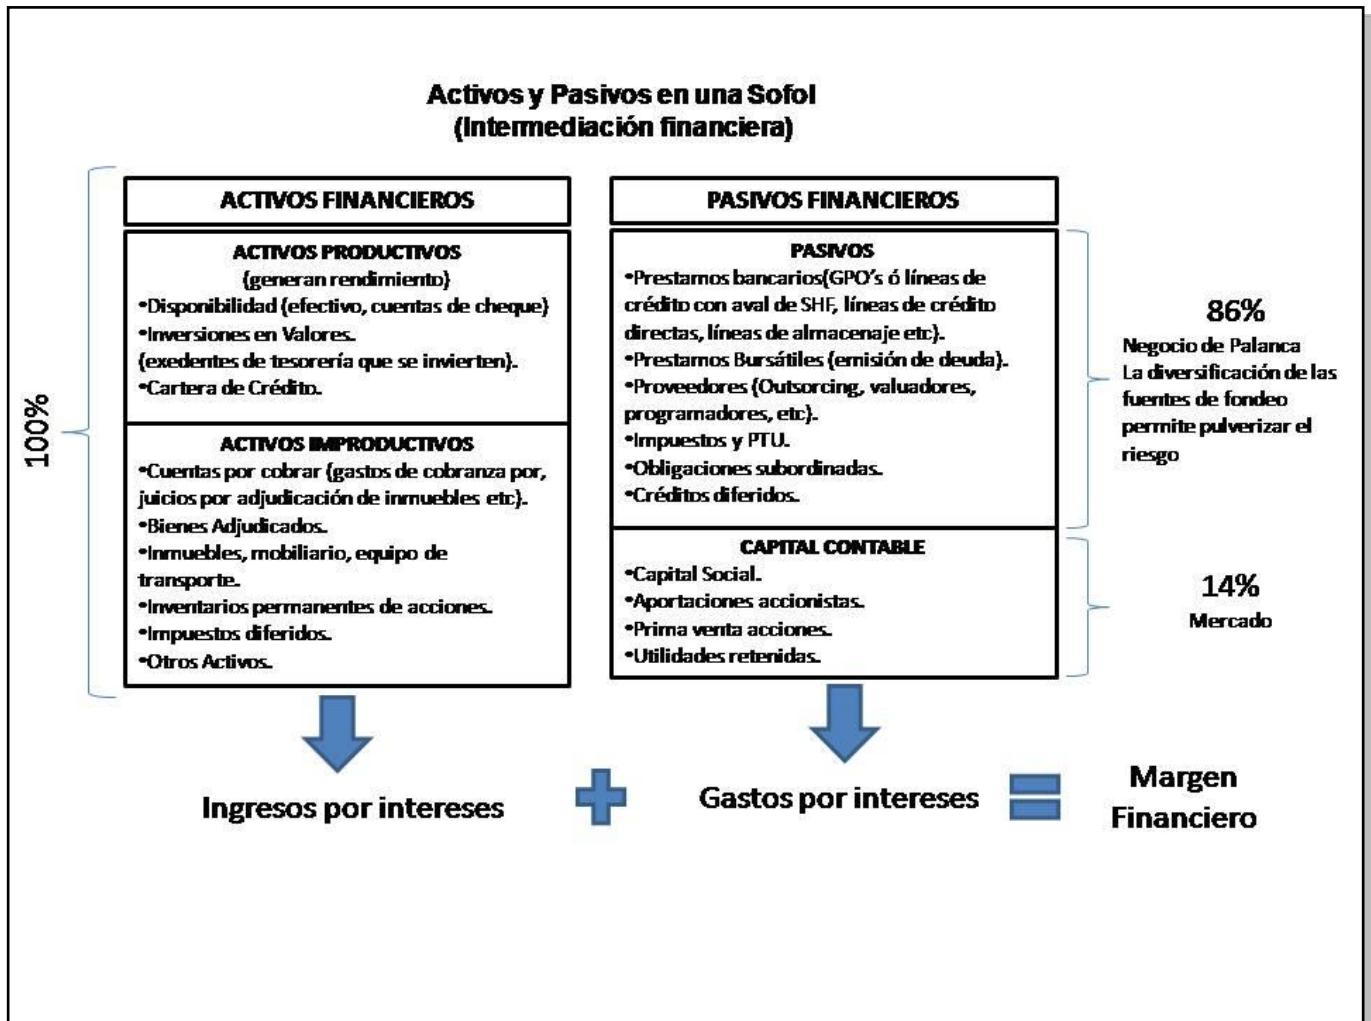 Activos y Pasivos en una Sofol
(Intermediación financiera)
100%
ACTIVOS FINANCIEROS
ACTIVOS PRODUCTIVOS
(generan rendimiento)
•Disponibilidad (efectivo, cuentas de cheque)
•Inversiones en Valores.
(exedentes de tesorería que se invierten).
•Cartera de Crédito.
ACTIVOS IMPRODUCTIVOS
•Cuentas por cobrar (gastos de cobranza por,
juicios por adjudicación de inmuebles etc).
•Bienes Adjudicados.
•Inmuebles, mobiliario, equipo de
transporte.
•Inventarios permanentes de acciones.
•Impuestos diferidos.
•Otros Activos.
PASIVOS FINANCIEROS
PASIVOS
•Prestamos bancarios(GPO's ó líneas de
crédito con aval de SHF, líneas de crédito
directas, líneas de almacenaje etc).
•Prestamos Bursátiles (emisión de deuda).
•Proveedores (Outsorcing, valuadores,
programadores, etc).
•Impuestos y PTU.
•Obligaciones subordinadas.
•Créditos diferidos.
CAPITAL CONTABLE
•Capital Social.
•Aportaciones accionistas.
•Prima venta acciones.
•Utilidades retenidas.
86%
Negocio de Palanca
La diversificación de las
fuentes de fondeo
permite pulverizar el
riesgo
14%
Mercado
Ingresos por intereses
Gastos por intereses
Margen
Financiero